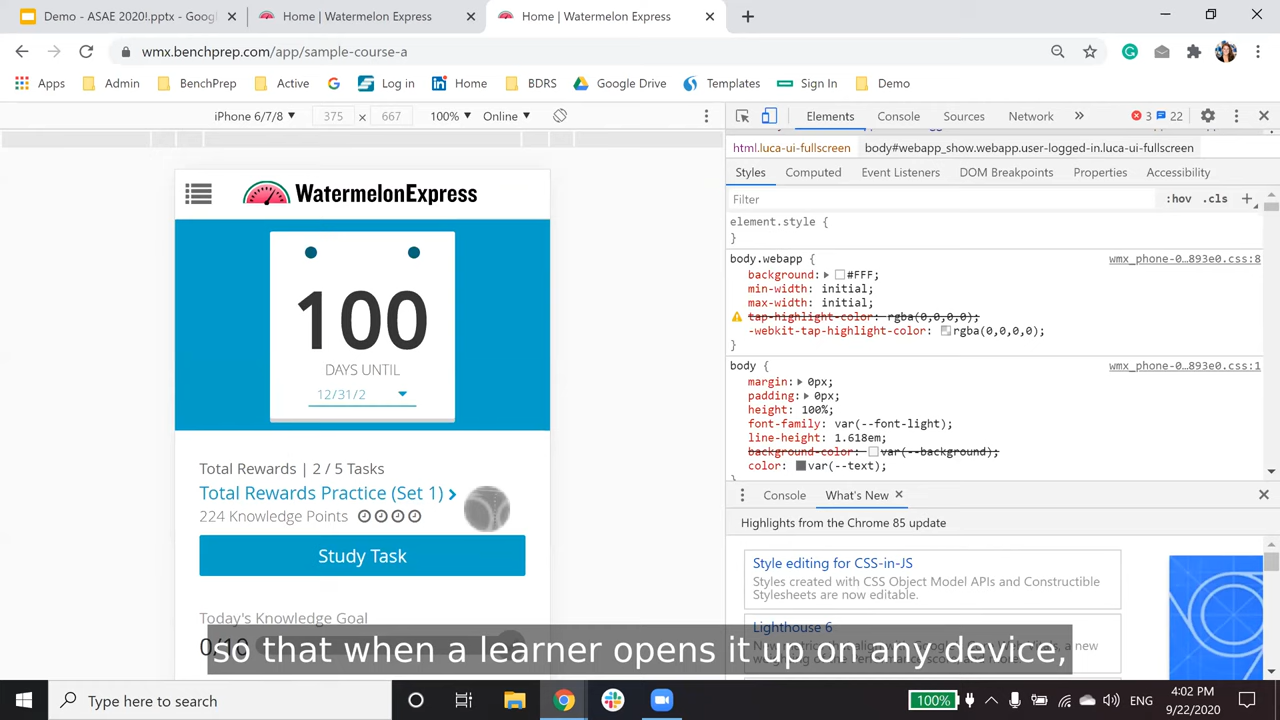 Demo - ASAE 2020!.pptx - Goog
Home | Watermelon Express
Home | Watermelon Express
wmx.benchprep.com/app/sample-course-a
Apps
Admin
BenchPrep
Active
Log in
Home
BDRS
Google Drive
Templates
Sign In
Demo
iPhone 6/7/8
375 x 667
100%
Online
Elements
Console
Sources
Network
3
22
html.luca-ui-fullscreen
body#webapp_show.webapp.user-logged-in.luca-ui-fullscreen
Styles
Computed
Event Listeners
DOM Breakpoints
Properties
Accessibility
Filter
:hov
.cls
element.style {
}
body.webapp {
wmx_phone-0…893e0.css:8
background: #FFF;
min-width: initial;
max-width: initial;
tap-highlight-color: rgba(0,0,0,0);
-webkit-tap-highlight-color: rgba(0,0,0,0);
}
body {
wmx_phone-0…893e0.css:1
margin: 0px;
padding: 0px;
height: 100%;
font-family: var(--font-light);
line-height: 1.618em;
background-color: var(--background);
color: var(--text);
Console
What's New
Highlights from the Chrome 85 update
Style editing for CSS-in-JS
Styles created with CSS Object Model APIs and Constructible
Stylesheets are now editable.
Lighthouse 6
WatermelonExpress
100
DAYS UNTIL
12/31/2
Total Rewards | 2 / 5 Tasks
Total Rewards Practice (Set 1)
224 Knowledge Points
Study Task
Today's Knowledge Goal
0/10
so that when a learner opens it up on any device,
Type here to search
100%
ENG
4:02 PM
9/22/2020